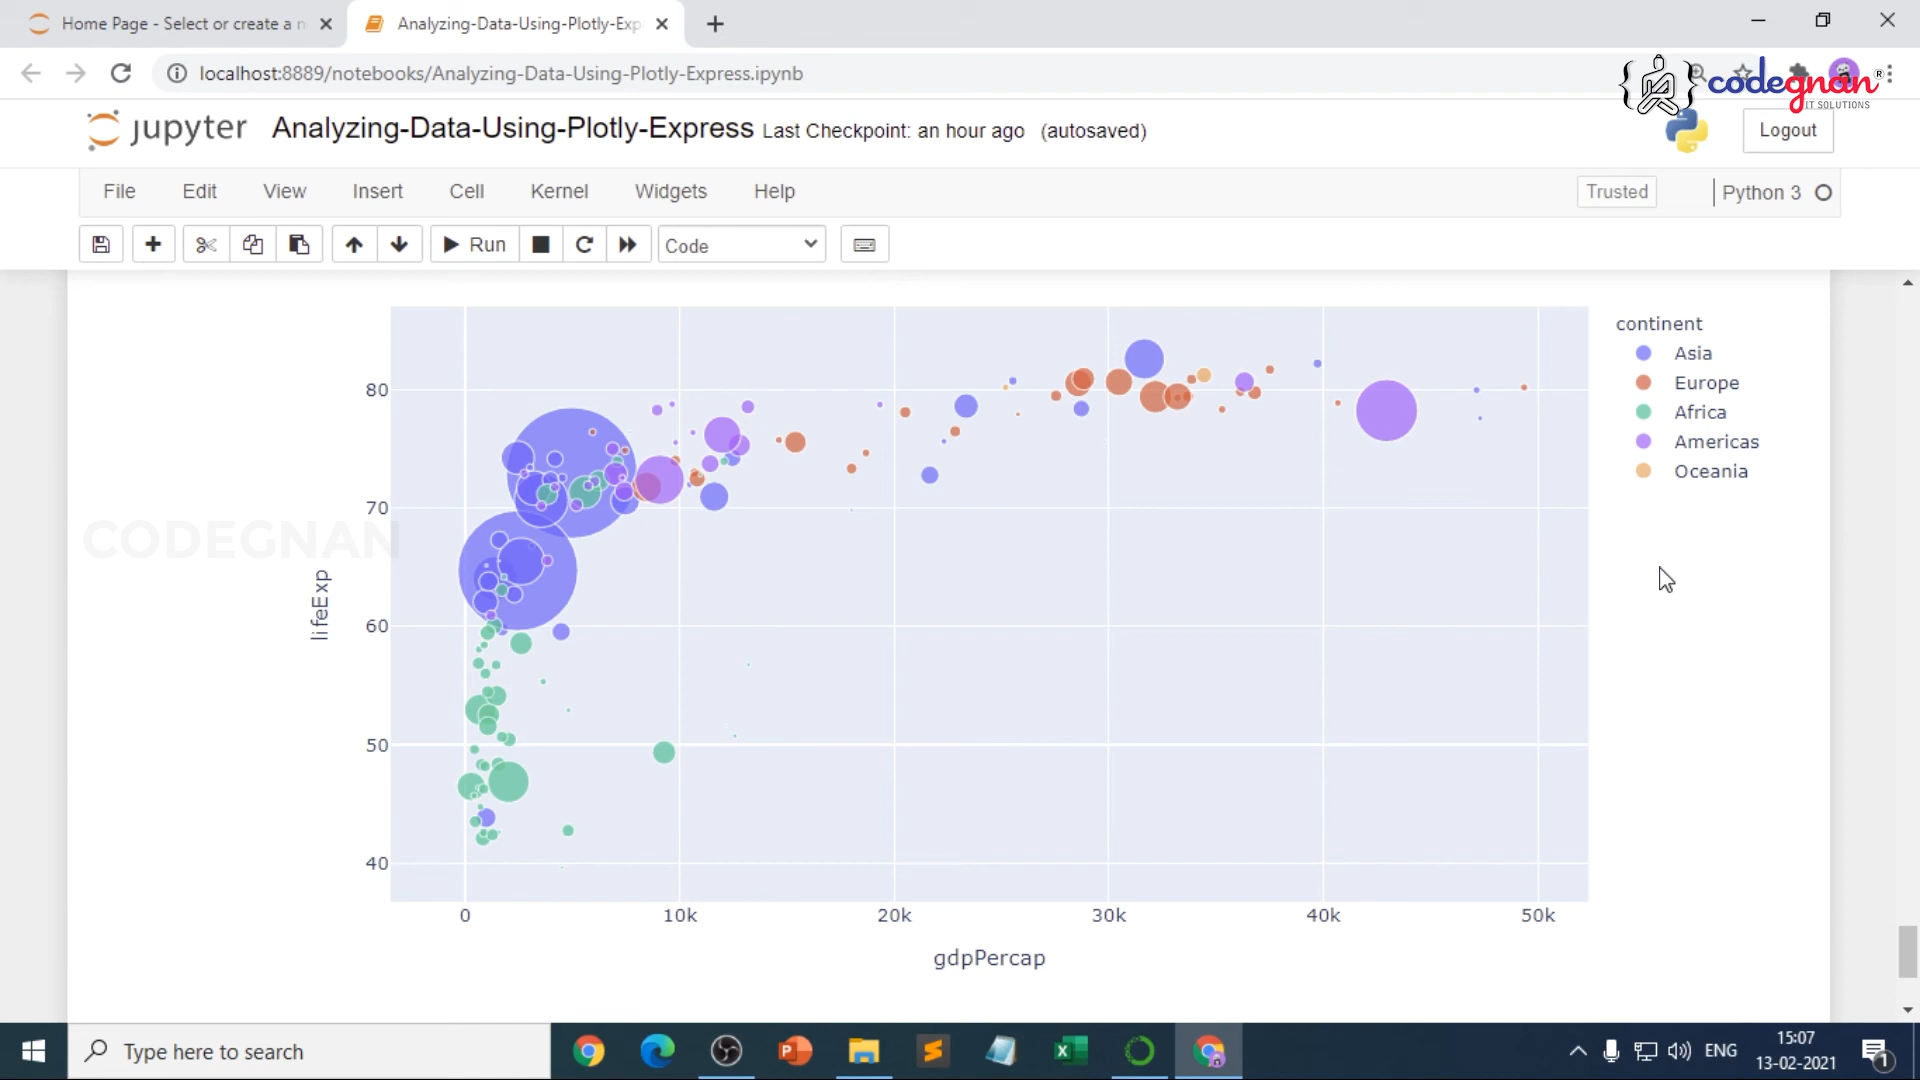 Home Page - Select or create a n
Analyzing-Data-Using-Plotly-Exp
localhost:8889/notebooks/Analyzing-Data-Using-Plotly-Express.ipynb
codegnan®
IT SOLUTIONS
jupyter Analyzing-Data-Using-Plotly-Express Last Checkpoint: an hour ago (autosaved)
Logout
File Edit View Insert Cell Kernel Widgets Help
Trusted
Python 3
Run
Code
continent
Asia
Europe
Africa
Americas
Oceania
80
70
60
50
40
lifeExp
CODEGNAN
0 10k 20k 30k 40k 50k
gdpPercap
Type here to search
ENG
15:07
13-02-2021
1